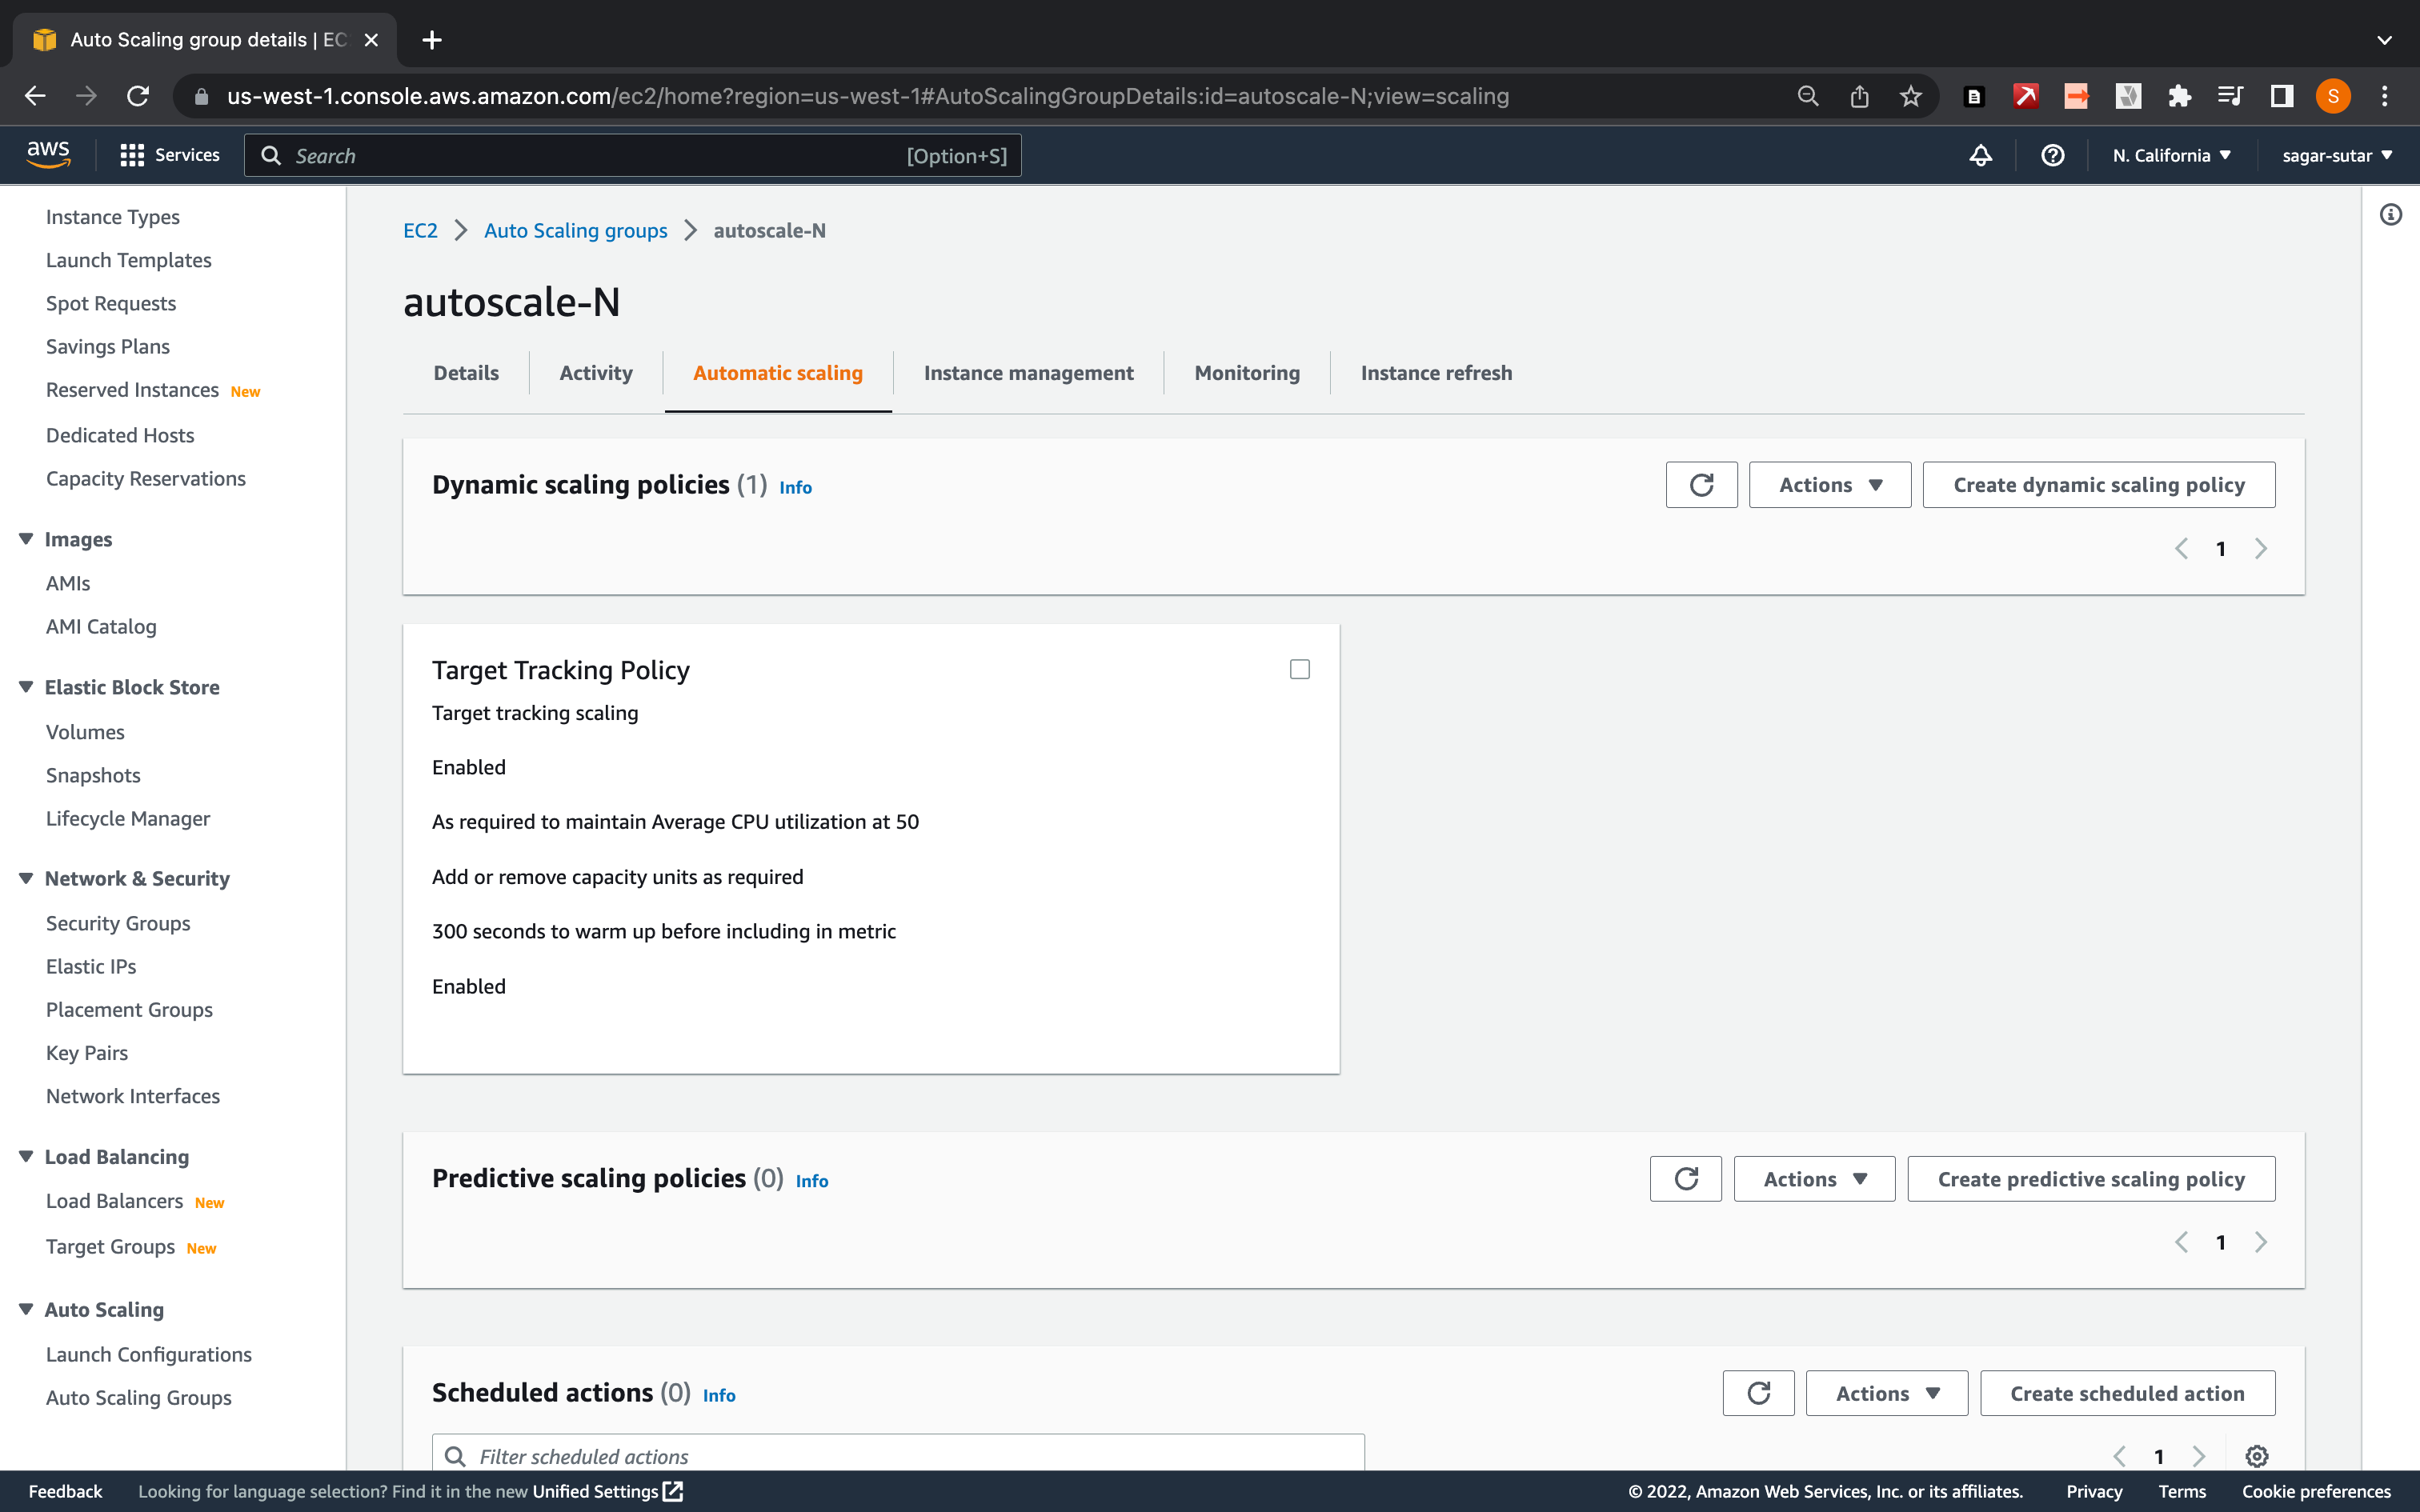 Auto Scaling group details | EC
us-west-1.console.aws.amazon.com/ec2/home?region=us-west-1#AutoScalingGroupDetails:id=autoscale-N;view=scaling
S
aws
Services
Search
[Option+S]
N. California
sagar-sutar
Instance Types
Launch Templates
Spot Requests
Savings Plans
Reserved Instances New
Dedicated Hosts
Capacity Reservations
Images
AMIs
AMI Catalog
Elastic Block Store
Volumes
Snapshots
Lifecycle Manager
Network & Security
Security Groups
Elastic IPs
Placement Groups
Key Pairs
Network Interfaces
Load Balancing
Load Balancers New
Target Groups New
Auto Scaling
Launch Configurations
Auto Scaling Groups
EC2 > Auto Scaling groups > autoscale-N
autoscale-N
Details
Activity
Automatic scaling
Instance management
Monitoring
Instance refresh
Dynamic scaling policies (1) Info
Actions
Create dynamic scaling policy
1
Target Tracking Policy
Target tracking scaling
Enabled
As required to maintain Average CPU utilization at 50
Add or remove capacity units as required
300 seconds to warm up before including in metric
Enabled
Predictive scaling policies (0) Info
Actions
Create predictive scaling policy
1
Scheduled actions (0) Info
Actions
Create scheduled action
Filter scheduled actions
1
Feedback
Looking for language selection? Find it in the new Unified Settings
© 2022, Amazon Web Services, Inc. or its affiliates.
Privacy
Terms
Cookie preferences